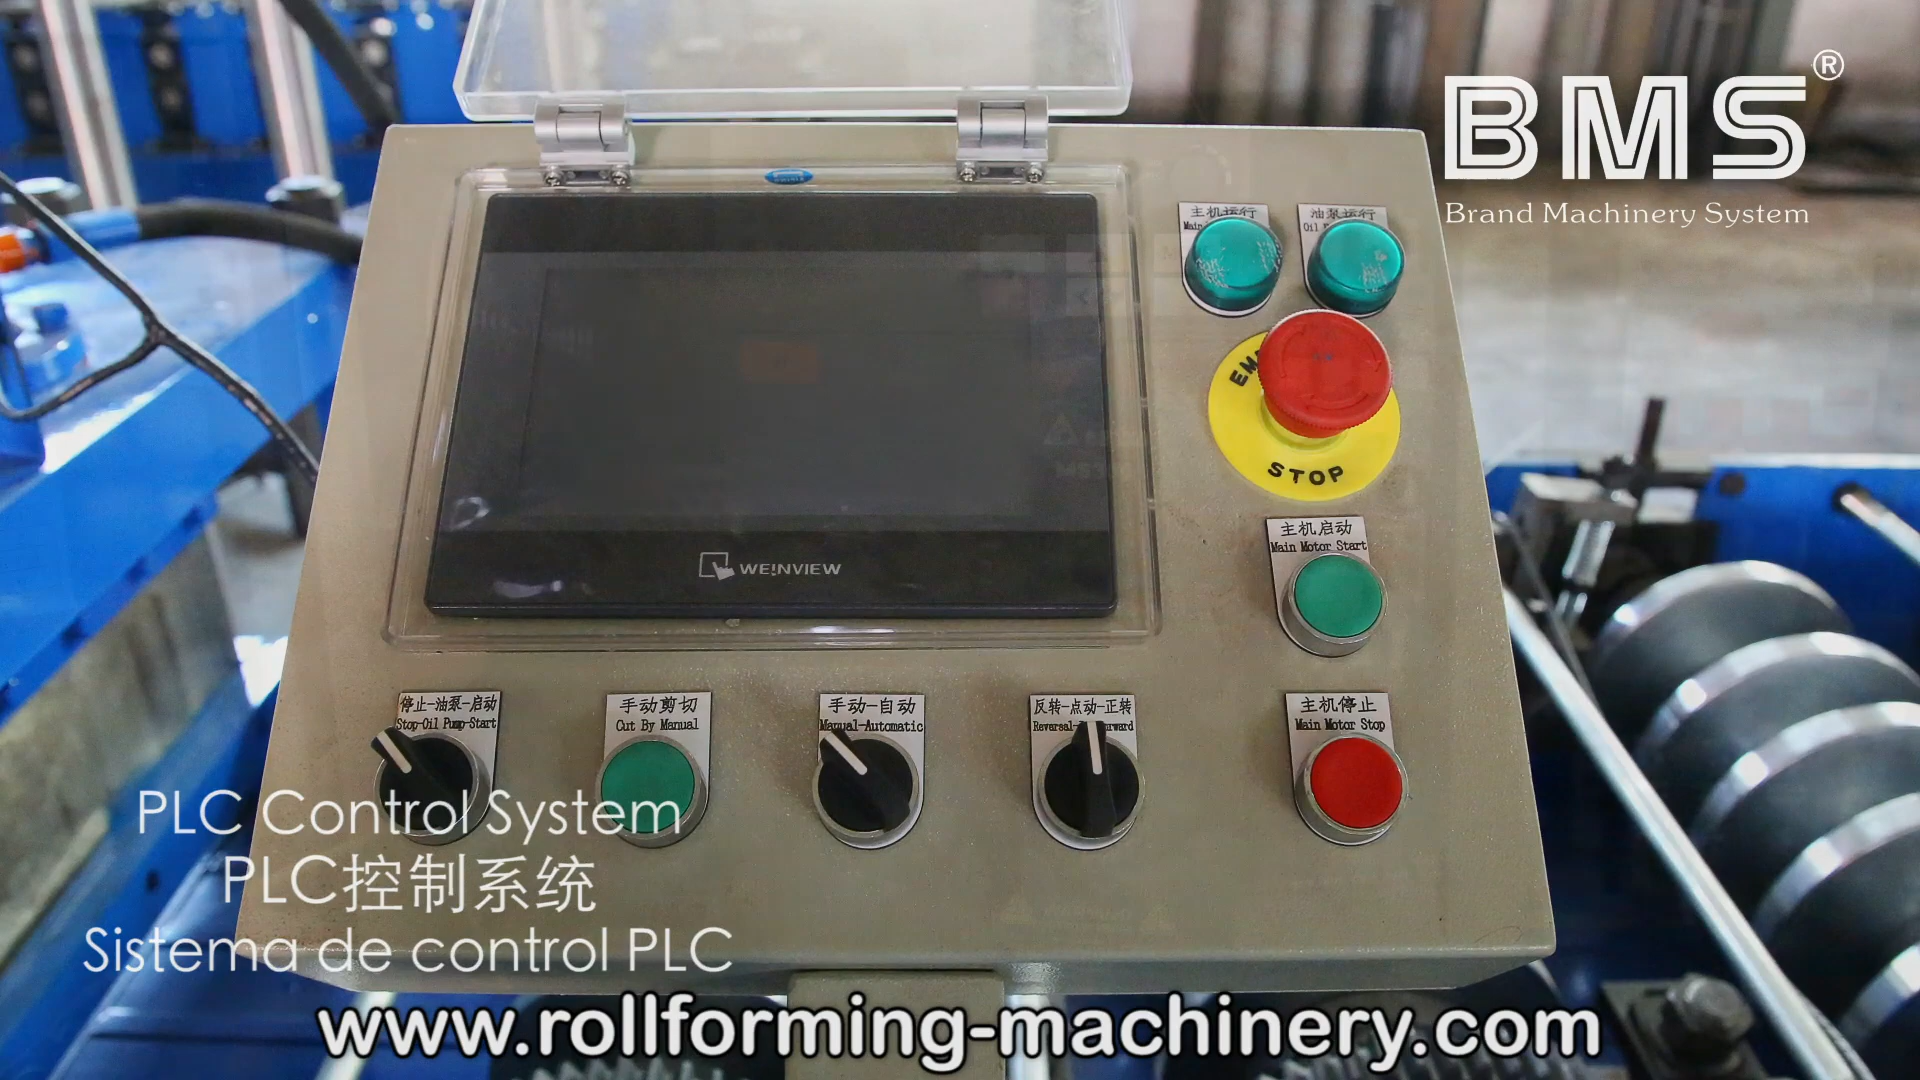 BMS®
Brand Machinery System
主机运行
油泵运行
STOP
主机启动
Main Motor Start
WEINVIEW
停止-油泵-启动
Stop-Oil Pump-Start
手动剪切
Cut By Manual
手动-自动
Manual-Automatic
反转-点动-正转
主机停止
Main Motor Stop
PLC Control System
PLC控制系统
Sistema de control PLC
www.rollforming-machinery.com